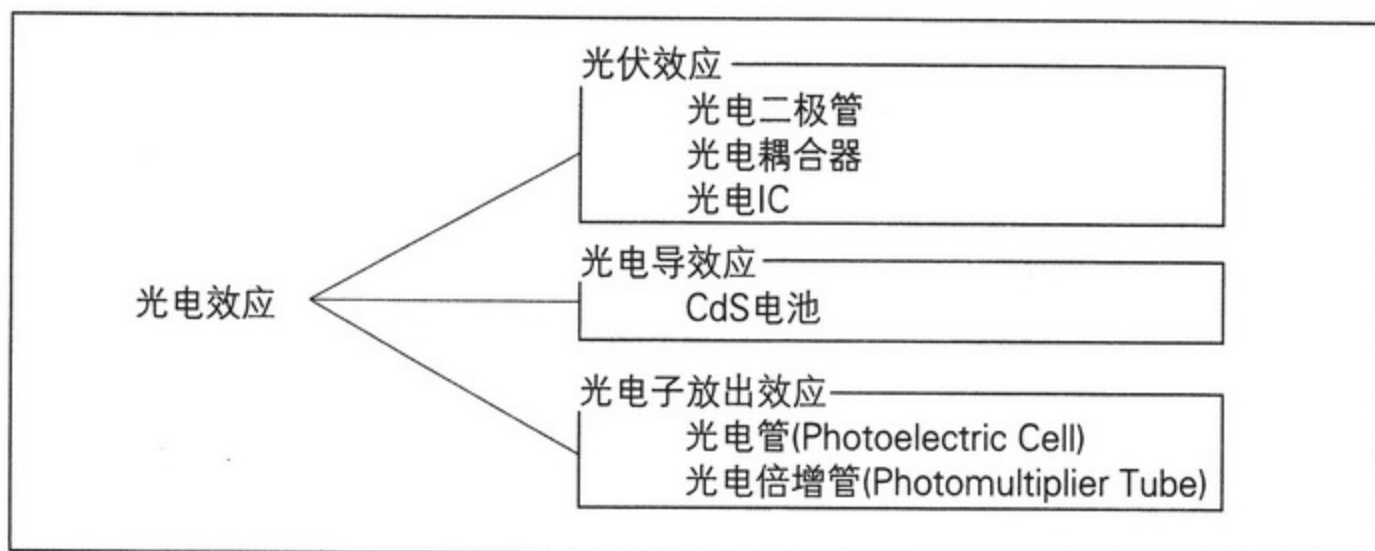 光伏效应
光电二极管
光电耦合器
光电IC
光电效应
光电导效应
CdS电池
光电子放出效应
光电管(Photoelectric Cell)
光电倍增管(Photomultiplier Tube)